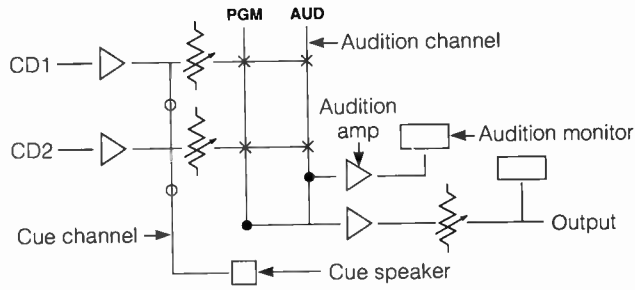 PGM AUD
Audition channel
CD1
Audition
amp
Audition monitor
CD2
Output
Cue channel
Cue speaker